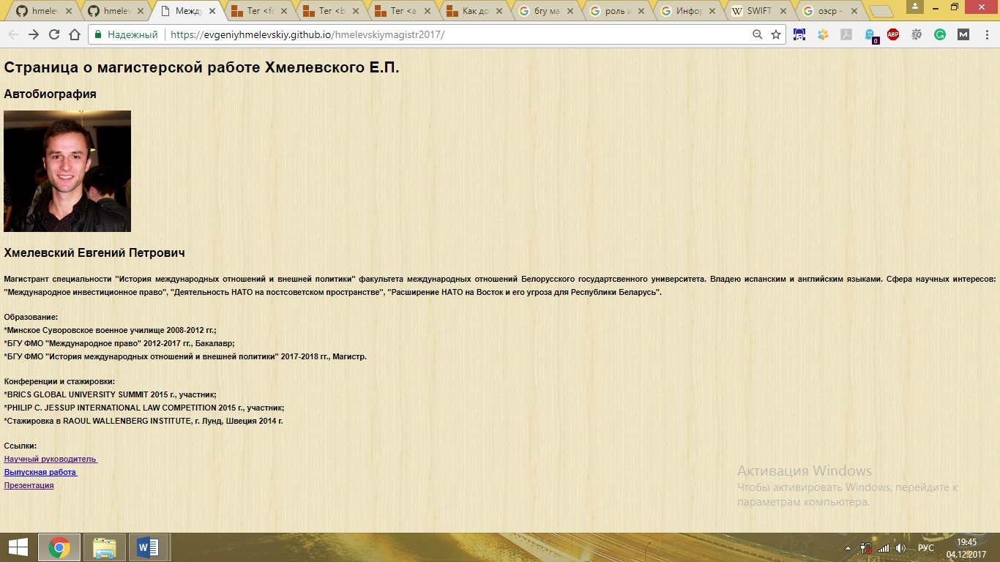 hmelev
hmelev
Между
Тег <fo
Тег <b
Тег <a
Как до
бгу ма
роль и
Инфор
SWIFT
оэср -
Надежный
https://evgeniyhmelevskiy.github.io/hmelevskiymagistr2017/
ABP
0
M
Страница о магистерской работе Хмелевского Е.П.
Автобиография
Хмелевский Евгений Петрович
Магистрант специальности "История международных отношений и внешней политики" факультета международных отношений Белорусского государтсвенного университета. Владею испанским и английским языками. Сфера научных интересов:
"Международное инвестиционное право", "Деятельность НАТО на постсоветском пространстве", "Расширение НАТО на Восток и его угроза для Республики Беларусь".
Образование:
*Минское Суворовское военное училище 2008-2012 гг.;
*БГУ ФМО "Международное право" 2012-2017 гг., Бакалавр;
*БГУ ФМО "История международных отношений и внешней политики" 2017-2018 гг., Магистр.
Конференции и стажировки:
*BRICS GLOBAL UNIVERSITY SUMMIT 2015 г., участник;
*PHILIP C. JESSUP INTERNATIONAL LAW COMPETITION 2015 г., участник;
*Стажировка в RAOUL WALLENBERG INSTITUTE, г. Лунд, Швеция 2014 г.
Ссылки:
Научный руководитель
Выпускная работа
Презентация
Активация Windows
Чтобы активировать Windows, перейдите к
параметрам компьютера.
РУС
19:45
04.12.2017